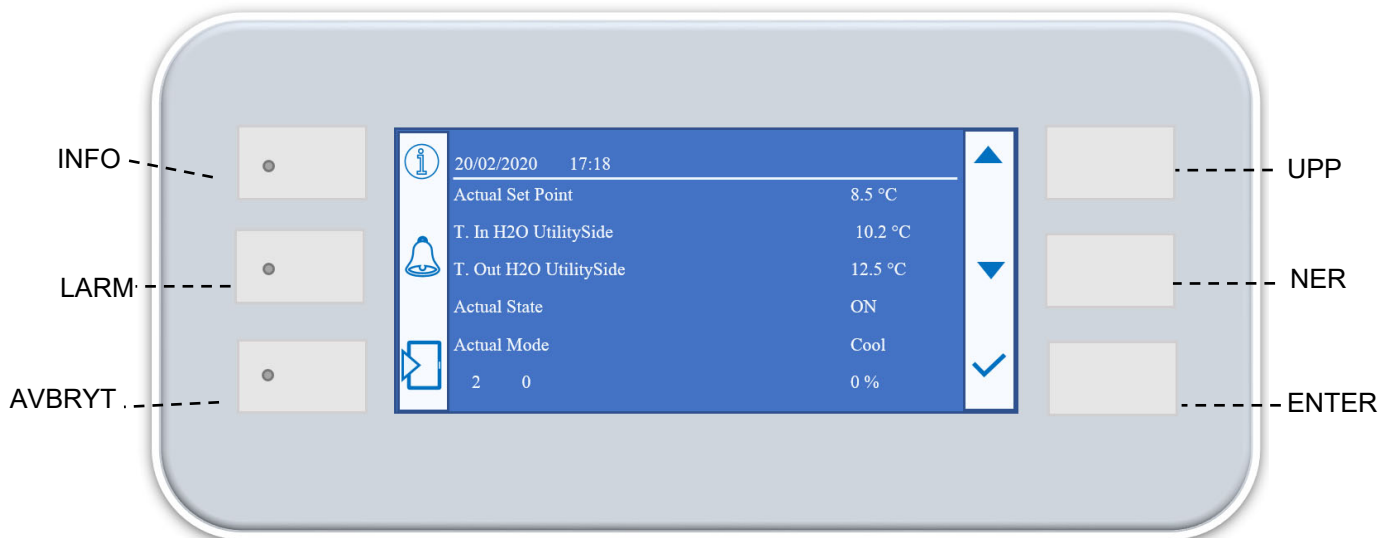 INFO
LARM
AVBRYT
20/02/2020 17:18
Actual Set Point 8.5 °C
T. In H2O UtilitySide 10.2 °C
T. Out H2O UtilitySide 12.5 °C
Actual State ON
Actual Mode Cool
2 0 0 %
UPP
NER
ENTER